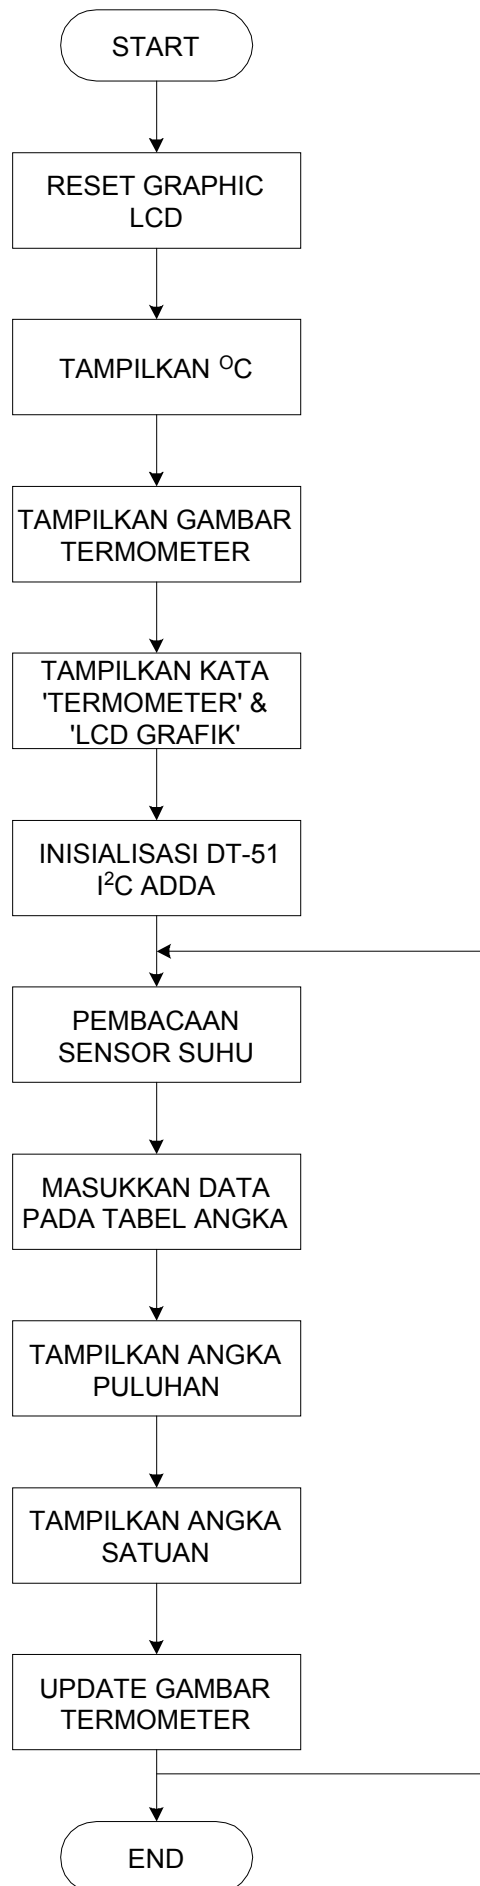 START
RESET GRAPHIC
LCD
TAMPILKAN ᴼC
TAMPILKAN GAMBAR
TERMOMETER
TAMPILKAN KATA
'TERMOMETER' &
'LCD GRAFIK'
INISIALISASI DT-51
I²C ADDA
PEMBACAAN
SENSOR SUHU
MASUKKAN DATA
PADA TABEL ANGKA
TAMPILKAN ANGKA
PULUHAN
TAMPILKAN ANGKA
SATUAN
UPDATE GAMBAR
TERMOMETER
END